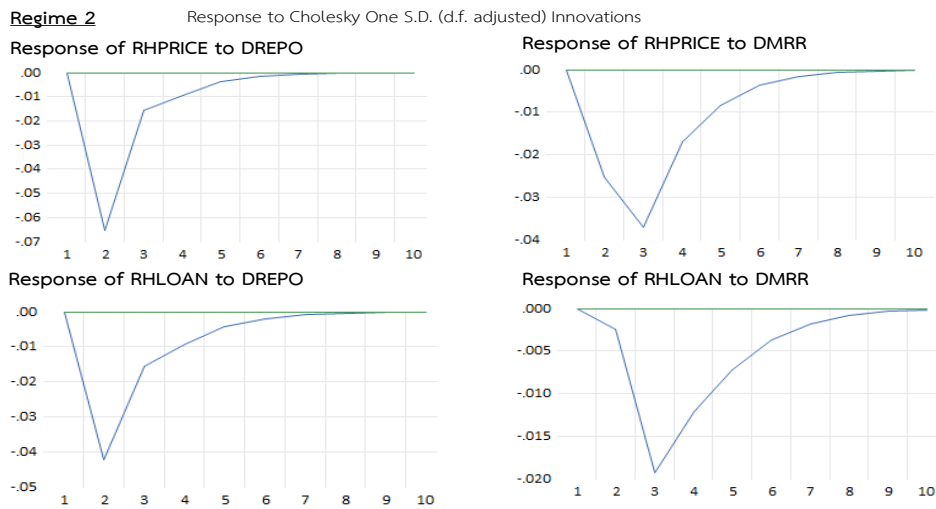 Regime 2
Response to Cholesky One S.D. (d.f. adjusted) Innovations
Response of RHPRICE to DREPO
.00
-.01
-.02
-.03
-.04
-.05
-.06
-.07
1 2 3 4 5 6 7 8 9 10
Response of RHPRICE to DMRR
.00
-.01
-.02
-.03
-.04
1 2 3 4 5 6 7 8 9 10
Response of RHLOAN to DREPO
.00
-.01
-.02
-.03
-.04
-.05
1 2 3 4 5 6 7 8 9 10
Response of RHLOAN to DMRR
.000
-.005
-.010
-.015
-.020
1 2 3 4 5 6 7 8 9 10